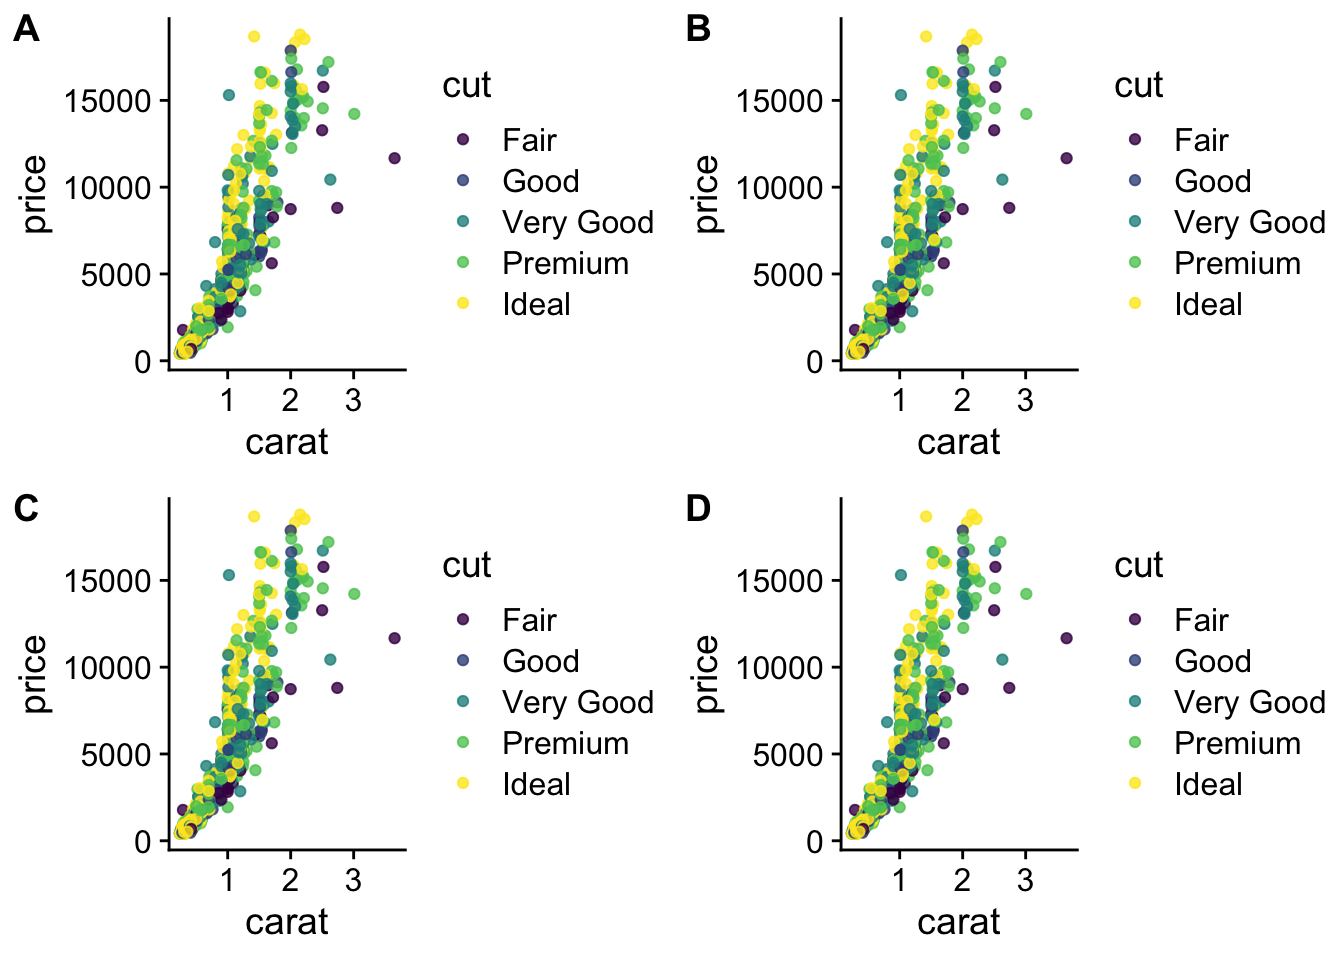 A
cut
Fair
Good
Very Good
Premium
Ideal
15000
10000
5000
0
price
1 2 3
carat
B
cut
Fair
Good
Very Good
Premium
Ideal
15000
10000
5000
0
price
1 2 3
carat
C
cut
Fair
Good
Very Good
Premium
Ideal
15000
10000
5000
0
price
1 2 3
carat
D
cut
Fair
Good
Very Good
Premium
Ideal
15000
10000
5000
0
price
1 2 3
carat